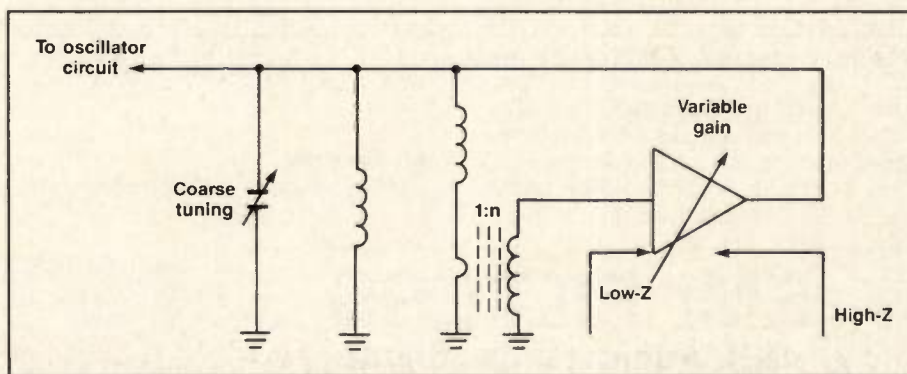 To oscillator
circuit
Variable
gain
Coarse
tuning
1:n
Low-Z
High-Z